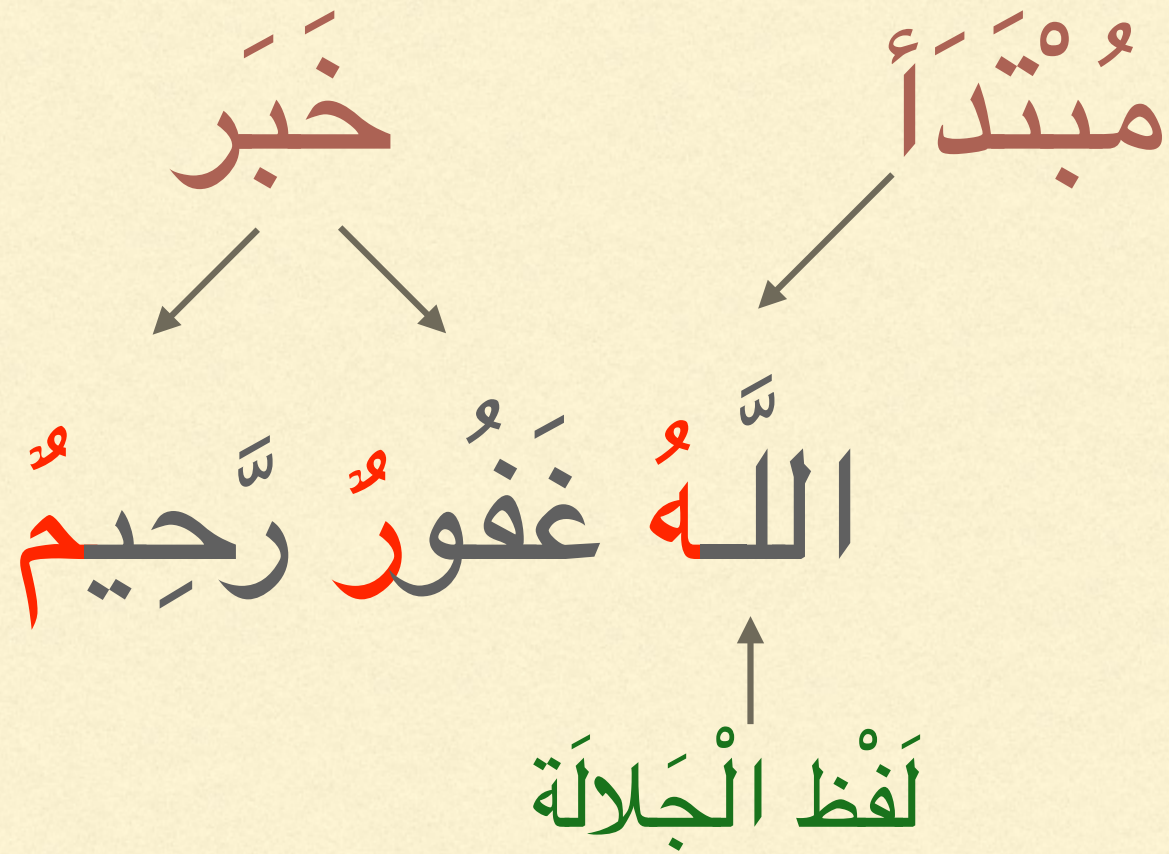 مُبْتَدَأ خَبَر
اللَّـهُ غَفُورٌ رَّحِيمٌ
لَفْظ الْجَلالَة